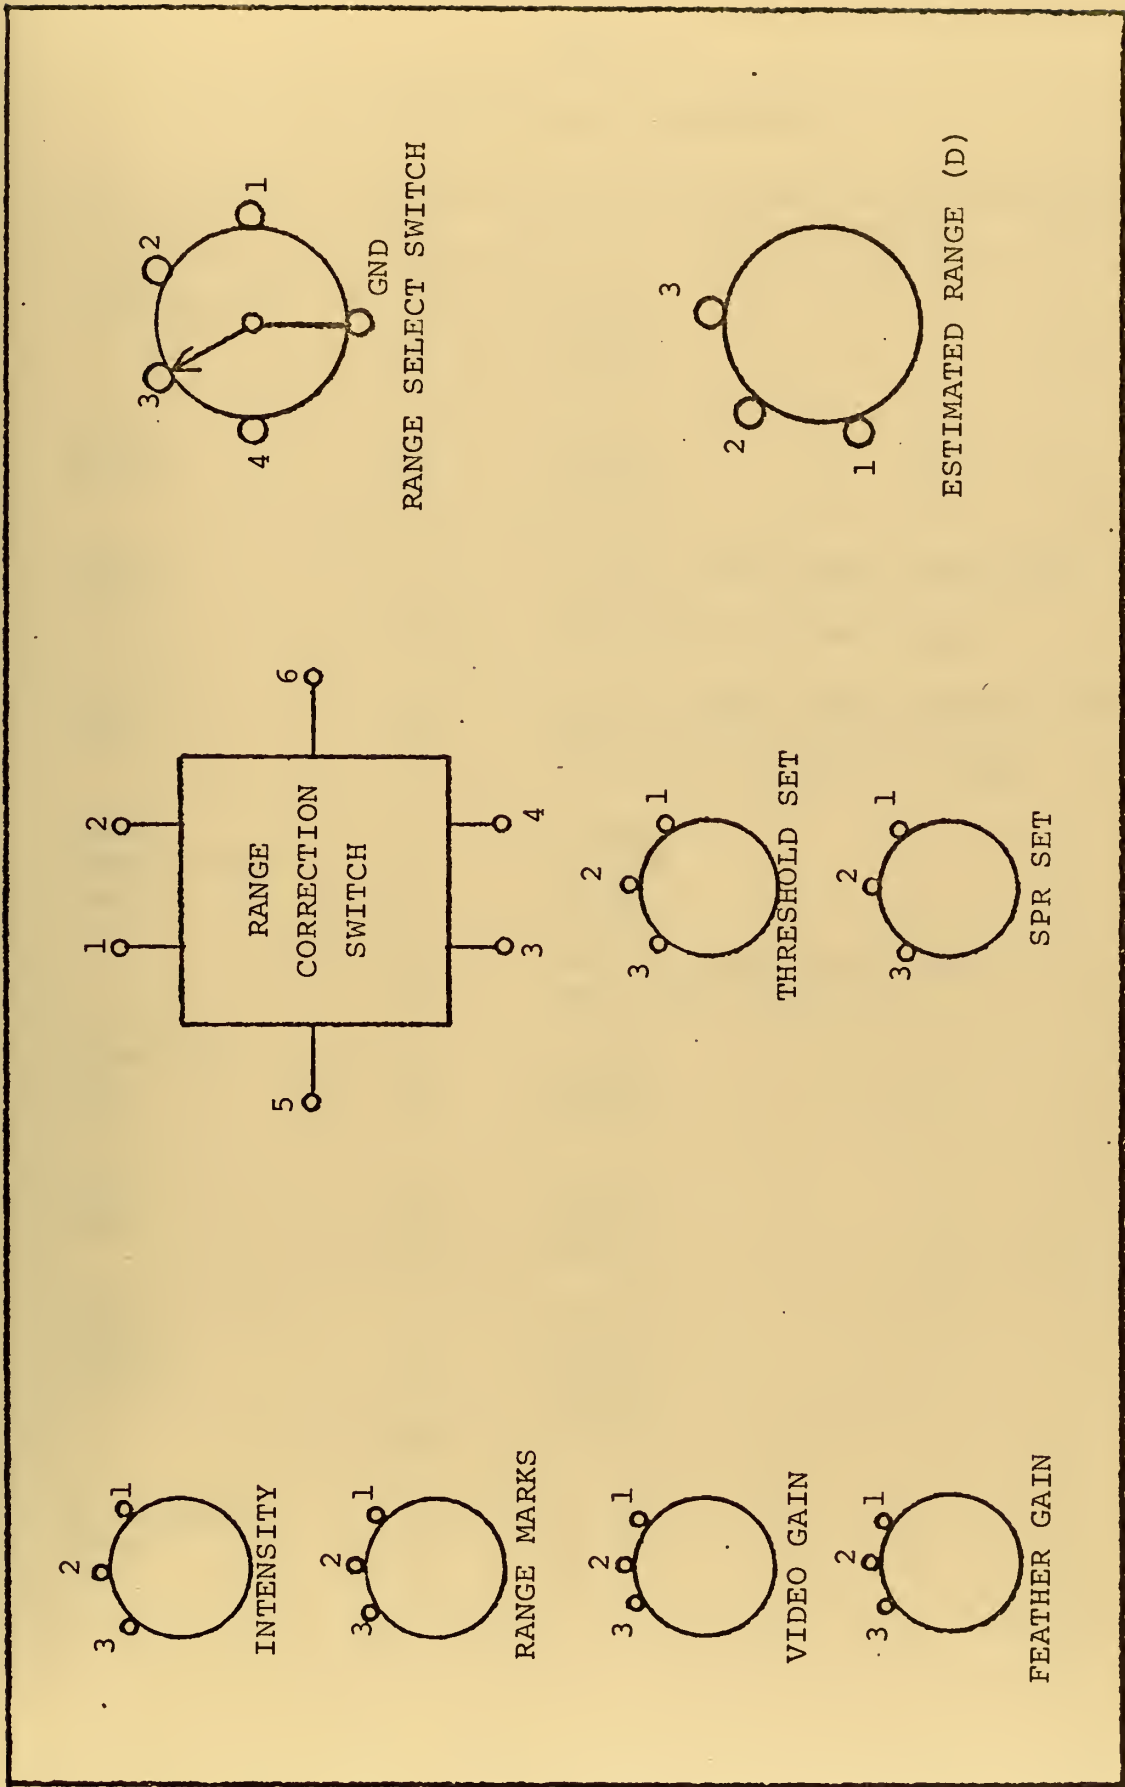 3
2
1
INTENSITY
3
2
1
RANGE MARKS
3
2
1
VIDEO GAIN
3
2
1
FEATHER GAIN
1
2
5
RANGE
CORRECTION
SWITCH
6
3
4
3
2
1
THRESHOLD SET
3
2
1
SPR SET
3
2
4
1
GND
RANGE SELECT SWITCH
3
2
1
ESTIMATED RANGE (D)